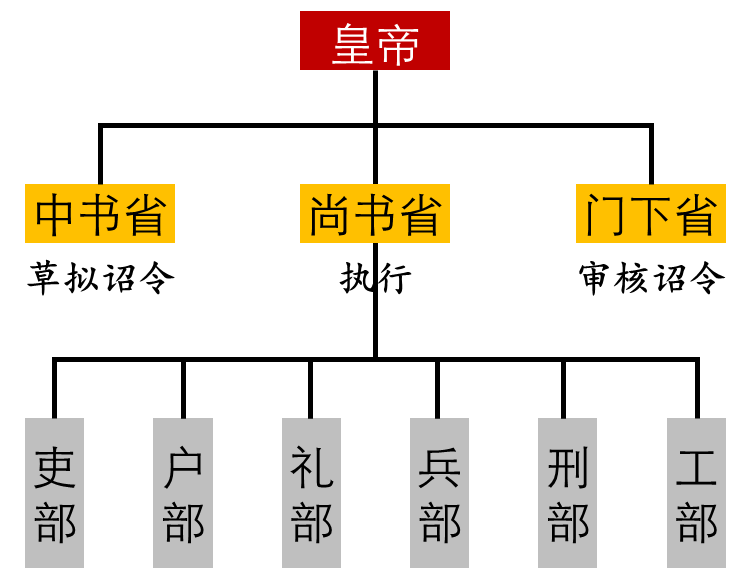 皇帝
中书省
尚书省
门下省
草拟诏令
执行
审核诏令
吏部
户部
礼部
兵部
刑部
工部